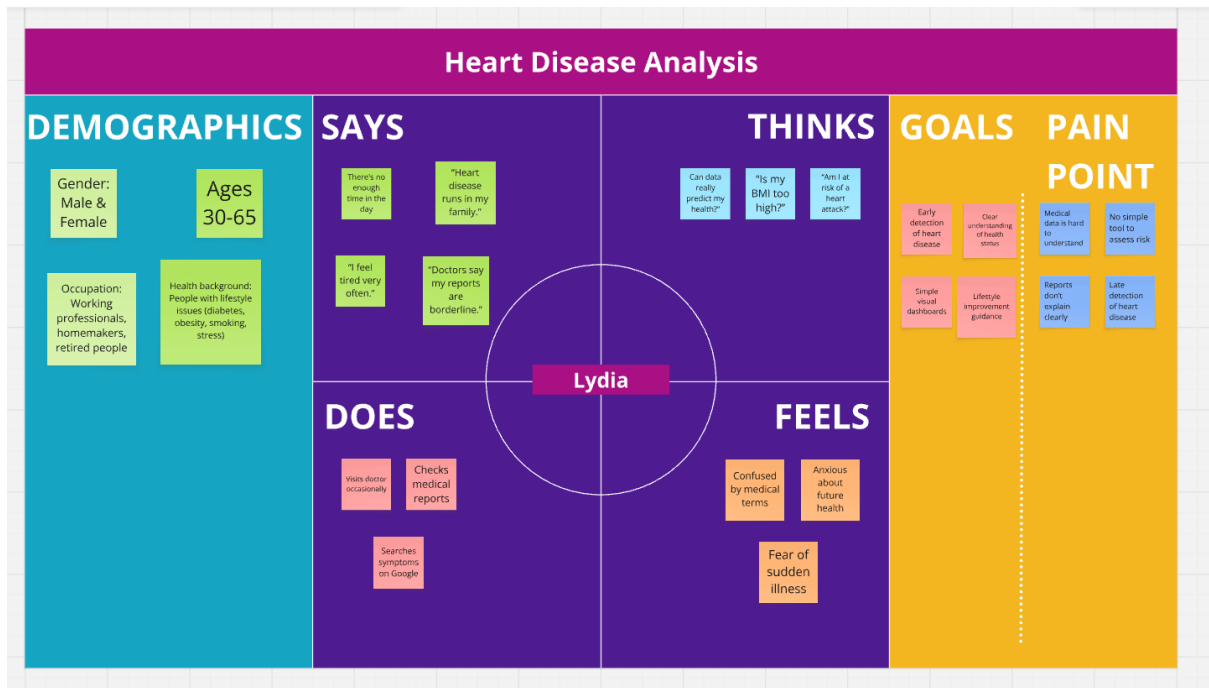 Heart Disease Analysis
DEMOGRAPHICS
Gender:
Male &
Female
Ages
30-65
Occupation:
Working
professionals,
homemakers,
retired people
Health background:
People with lifestyle
issues (diabetes,
obesity, smoking,
stress)
SAYS
There's no
enough
time in the
day
"Heart
disease
runs in my
family."
"I feel
tired very
often."
"Doctors say
my reports
are
borderline."
THINKS
Can data
really
predict my
health?"
"Is my
BMI too
high?"
"Am I at
risk of a
heart
attack?"
Lydia
DOES
Visits doctor
occasionally
Checks
medical
reports
Searches
symptoms
on Google
FEELS
Confused
by medical
terms
Anxious
about
future
health
Fear of
sudden
illness
GOALS
Early
detection
of heart
disease
Clear
understanding
of health
status
Simple
visual
dashboards
Lifestyle
improvement
guidance
PAIN
POINT
Medical
data is hard
to
understand
No simple
tool to
assess risk
Reports
don't
explain
clearly
Late
detection
of heart
disease